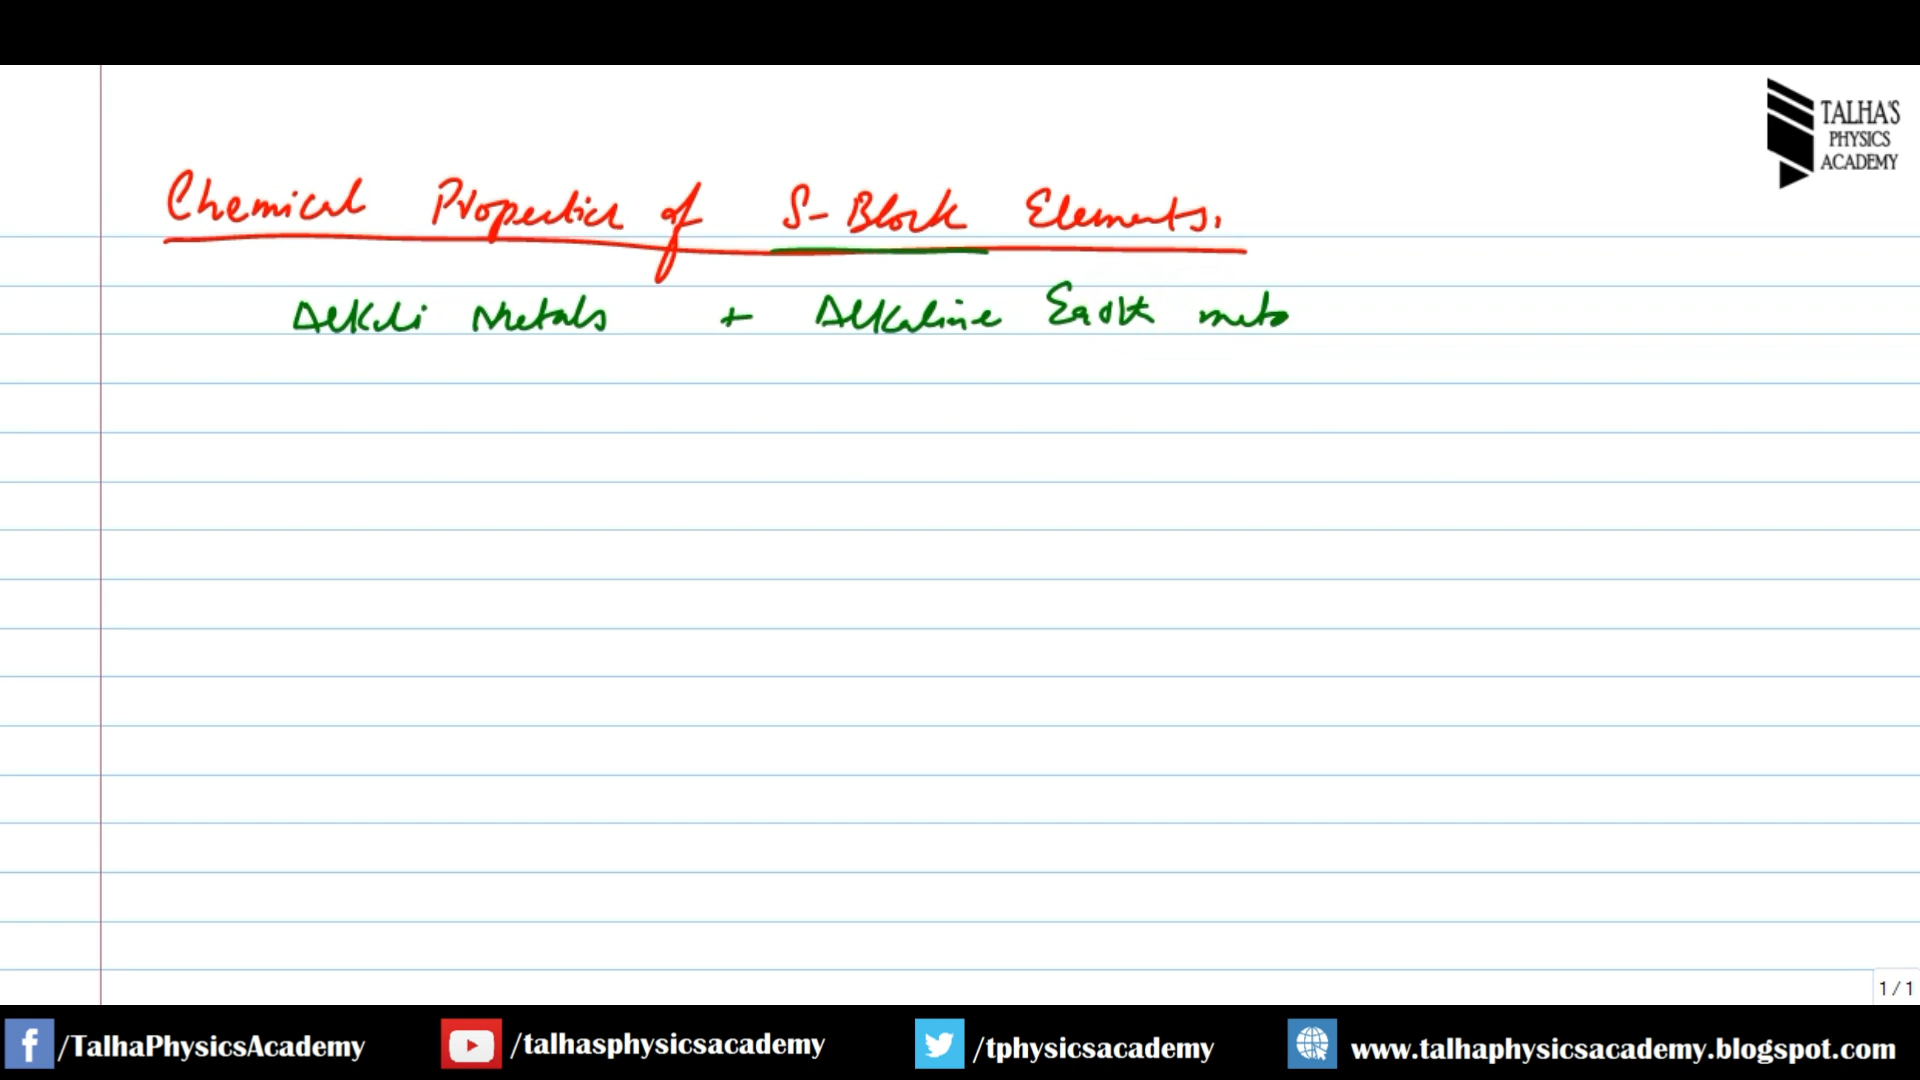 TALHA'S
PHYSICS
ACADEMY
Chemical Properties of S-Block Elements.
Alkali Metals + Alkaline Earth meta
1 / 1
/TalhaPhysicsAcademy
/talhasphysicsacademy
/tphysicsacademy
www.talhaphysicsacademy.blogspot.com